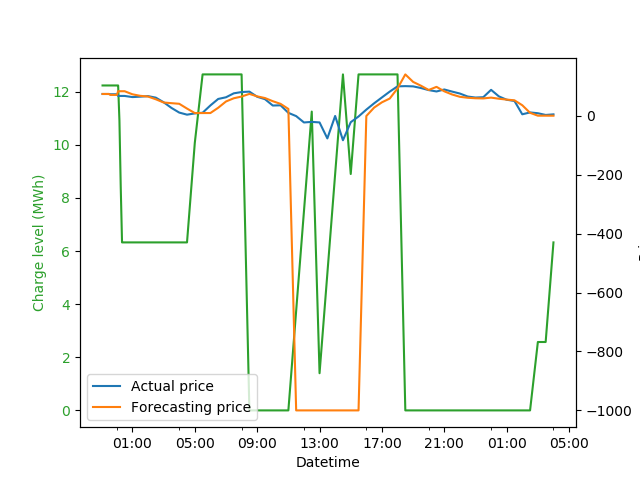 12
10
8
6
4
2
0
Charge level (MWh)
0
−200
−400
−600
−800
−1000
Actual price
Forecasting price
01:00 05:00 09:00 13:00 17:00 21:00 01:00 05:00
Datetime